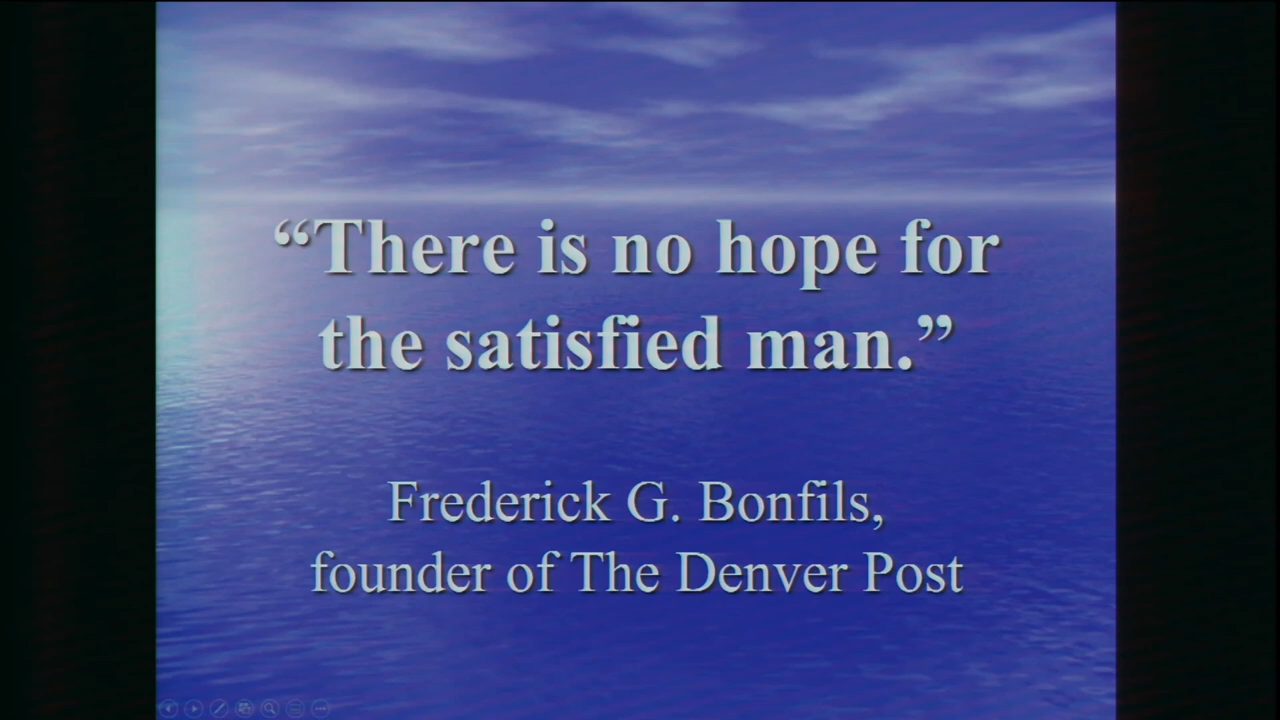 “There is no hope for
the satisfied man.”
Frederick G. Bonfils,
founder of The Denver Post